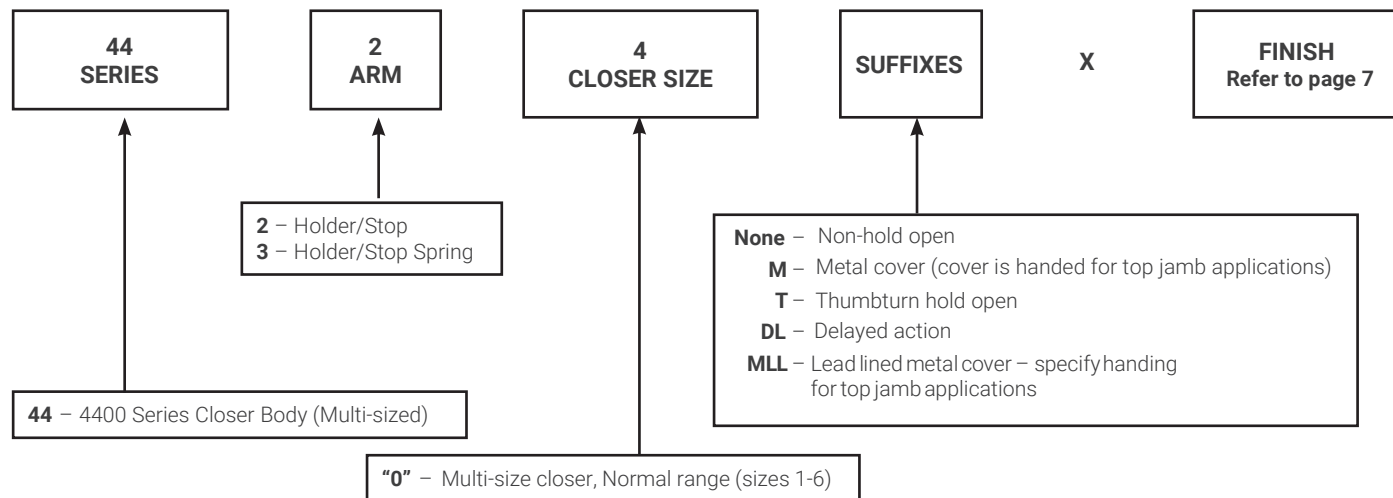 44
SERIES
2
ARM
4
CLOSER SIZE
SUFFIXES
X
FINISH
Refer to page 7
2 – Holder/Stop
3 – Holder/Stop Spring
None – Non-hold open
M – Metal cover (cover is handed for top jamb applications)
T – Thumbturn hold open
DL – Delayed action
MLL – Lead lined metal cover – specify handing
for top jamb applications
44 – 4400 Series Closer Body (Multi-sized)
“0” – Multi-size closer, Normal range (sizes 1-6)